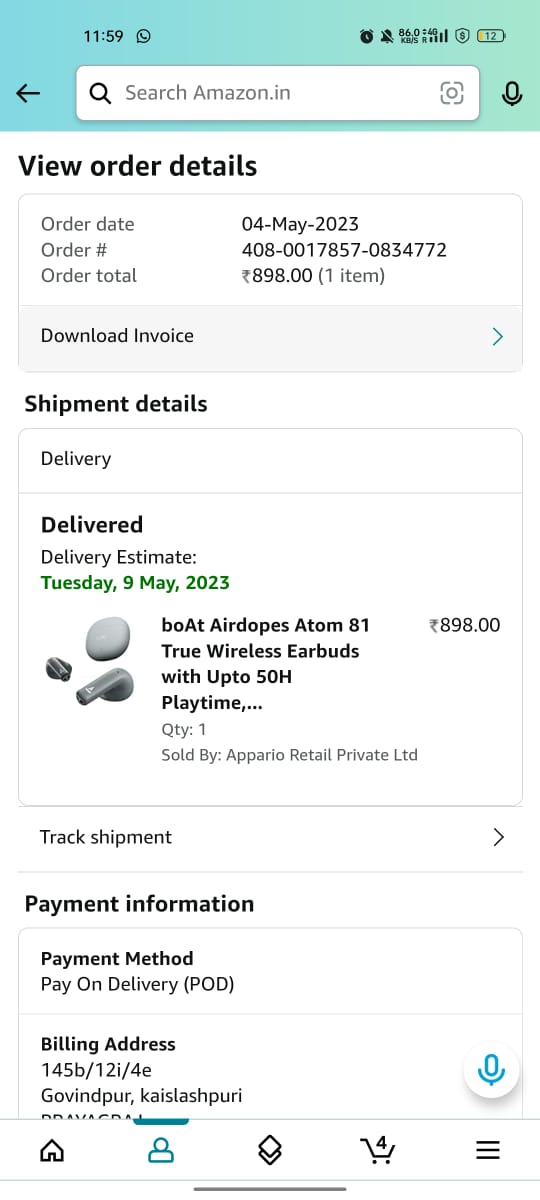 11:59
86.0 KB/S 4G R 12
Search Amazon.in
View order details
Order date 04-May-2023
Order # 408-0017857-0834772
Order total ₹898.00 (1 item)
Download Invoice
Shipment details
Delivery
Delivered
Delivery Estimate:
Tuesday, 9 May, 2023
boAt Airdopes Atom 81 ₹898.00
True Wireless Earbuds
with Upto 50H
Playtime,...
Qty: 1
Sold By: Appario Retail Private Ltd
Track shipment
Payment information
Payment Method
Pay On Delivery (POD)
Billing Address
145b/12i/4e
Govindpur, kaislashpuri
4